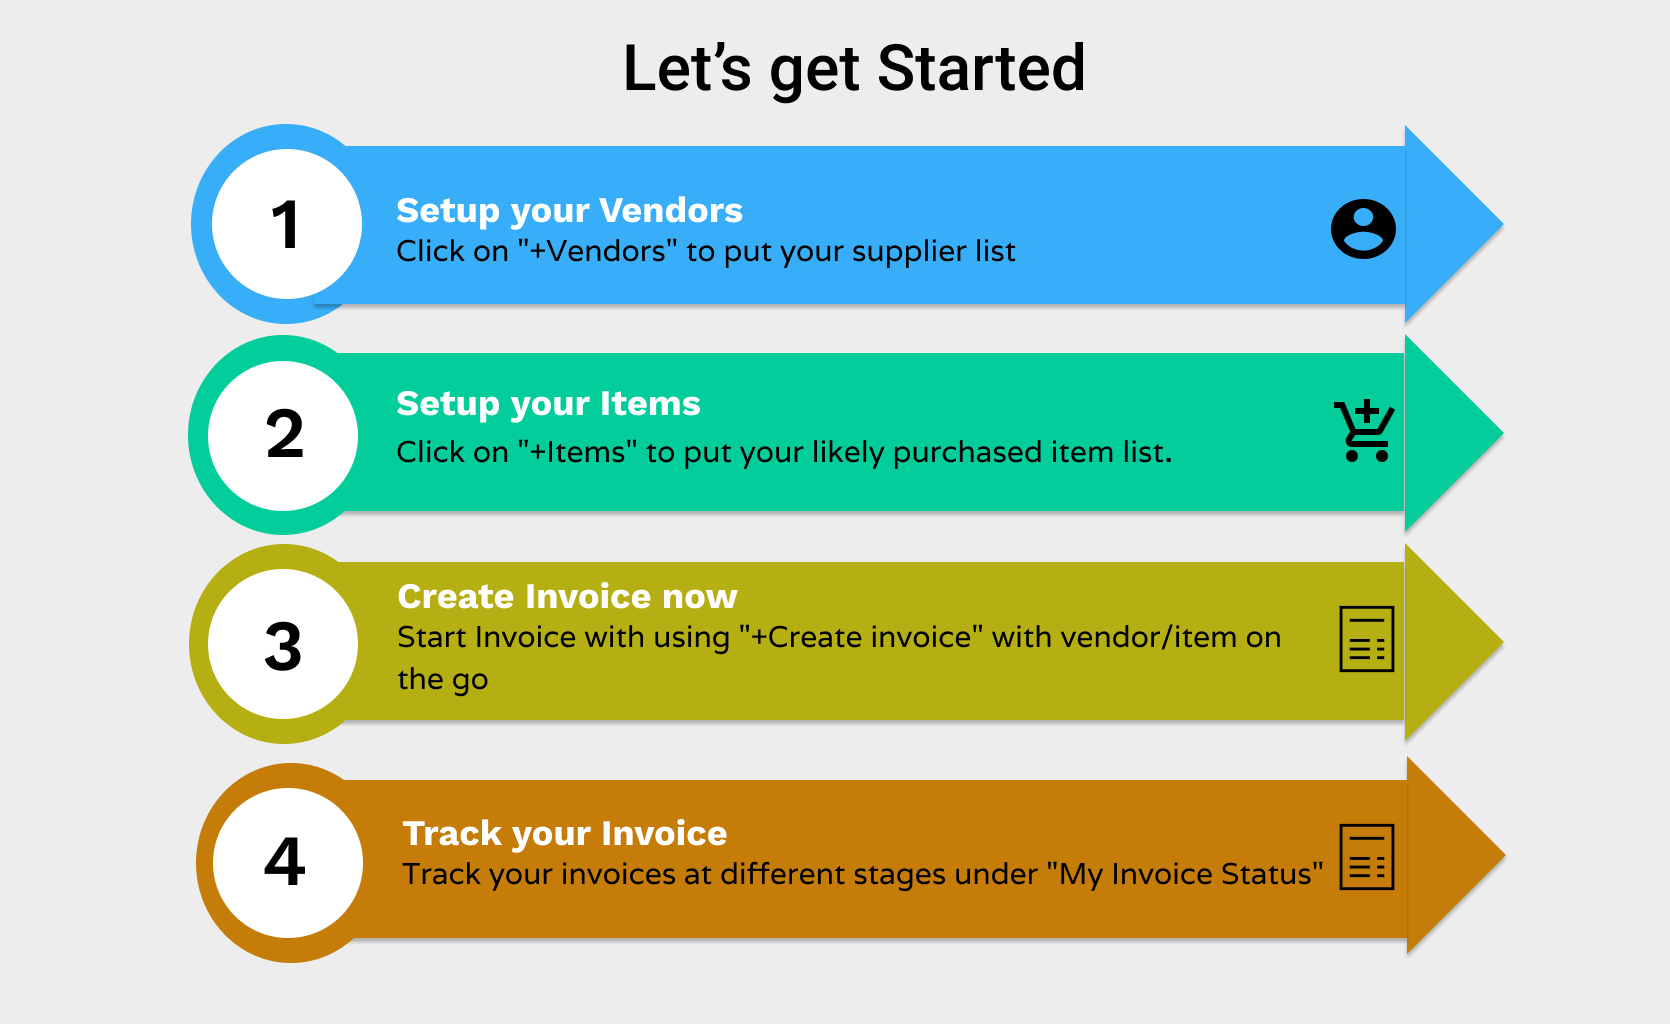 Let’s get Started
1
Setup your Vendors
Click on "+Vendors" to put your supplier list
2
Setup your Items
Click on "+Items" to put your likely purchased item list.
3
Create Invoice now
Start Invoice with using "+Create invoice" with vendor/item on
the go
4
Track your Invoice
Track your invoices at different stages under "My Invoice Status"